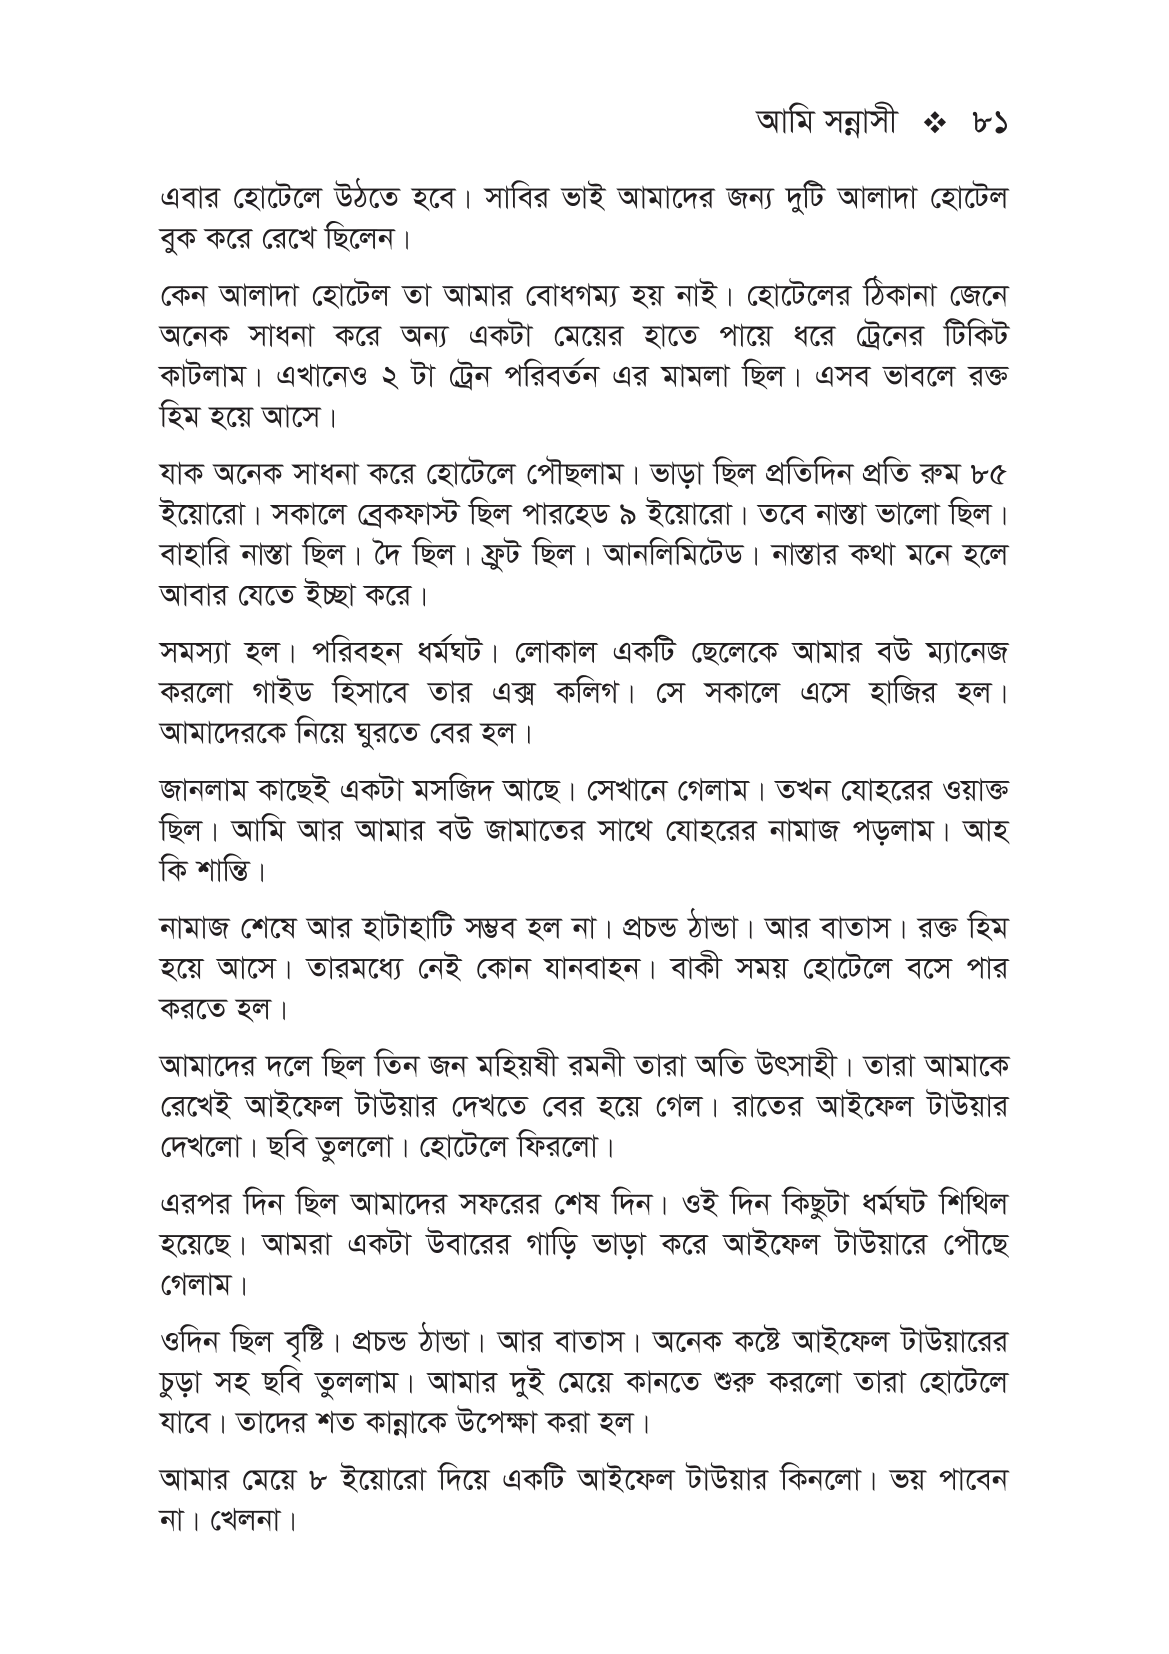 আমি সন্নাসী ❖ ৮১
এবার হোটেলে উঠতে হবে। সাবির ভাই আমাদের জন্য দুটি আলাদা হোটেল
বুক করে রেখে ছিলেন।
কেন আলাদা হোটেল তা আমার বোধগম্য হয় নাই। হোটেলের ঠিকানা জেনে
অনেক সাধনা করে অন্য একটা মেয়ের হাতে পায়ে ধরে ট্রেনের টিকিট
কাটলাম। এখানেও ২ টা ট্রেন পরিবর্তন এর মামলা ছিল। এসব ভাবলে রক্ত
হিম হয়ে আসে।
যাক অনেক সাধনা করে হোটেলে পৌছলাম। ভাড়া ছিল প্রতিদিন প্রতি রুম ৮৫
ইয়োরো। সকালে ব্রেকফাস্ট ছিল পারহেড ৯ ইয়োরো। তবে নাস্তা ভালো ছিল।
বাহারি নাস্তা ছিল। দৈ ছিল। ফ্রুট ছিল। আনলিমিটেড। নাস্তার কথা মনে হলে
আবার যেতে ইচ্ছা করে।
সমস্যা হল। পরিবহন ধর্মঘট। লোকাল একটি ছেলেকে আমার বউ ম্যানেজ
করলো গাইড হিসাবে তার এক্স কলিগ। সে সকালে এসে হাজির হল।
আমাদেরকে নিয়ে ঘুরতে বের হল।
জানলাম কাছেই একটা মসজিদ আছে। সেখানে গেলাম। তখন যোহরের ওয়াক্ত
ছিল। আমি আর আমার বউ জামাতের সাথে যোহরের নামাজ পড়লাম। আহ
কি শান্তি।
নামাজ শেষে আর হাটাহাটি সম্ভব হল না। প্রচন্ড ঠান্ডা। আর বাতাস। রক্ত হিম
হয়ে আসে। তারমধ্যে নেই কোন যানবাহন। বাকী সময় হোটেলে বসে পার
করতে হল।
আমাদের দলে ছিল তিন জন মহিয়ষী রমনী তারা অতি উৎসাহী। তারা আমাকে
রেখেই আইফেল টাউয়ার দেখতে বের হয়ে গেল। রাতের আইফেল টাউয়ার
দেখলো। ছবি তুললো। হোটেলে ফিরলো।
এরপর দিন ছিল আমাদের সফরের শেষ দিন। ওই দিন কিছুটা ধর্মঘট শিথিল
হয়েছে। আমরা একটা উবারের গাড়ি ভাড়া করে আইফেল টাউয়ারে পৌছে
গেলাম।
ওদিন ছিল বৃষ্টি। প্রচন্ড ঠান্ডা। আর বাতাস। অনেক কষ্টে আইফেল টাউয়ারের
চুড়া সহ ছবি তুললাম। আমার দুই মেয়ে কানতে শুরু করলো তারা হোটেলে
যাবে। তাদের শত কান্নাকে উপেক্ষা করা হল।
আমার মেয়ে ৮ ইয়োরো দিয়ে একটি আইফেল টাউয়ার কিনলো। ভয় পাবেন
না। খেলনা।